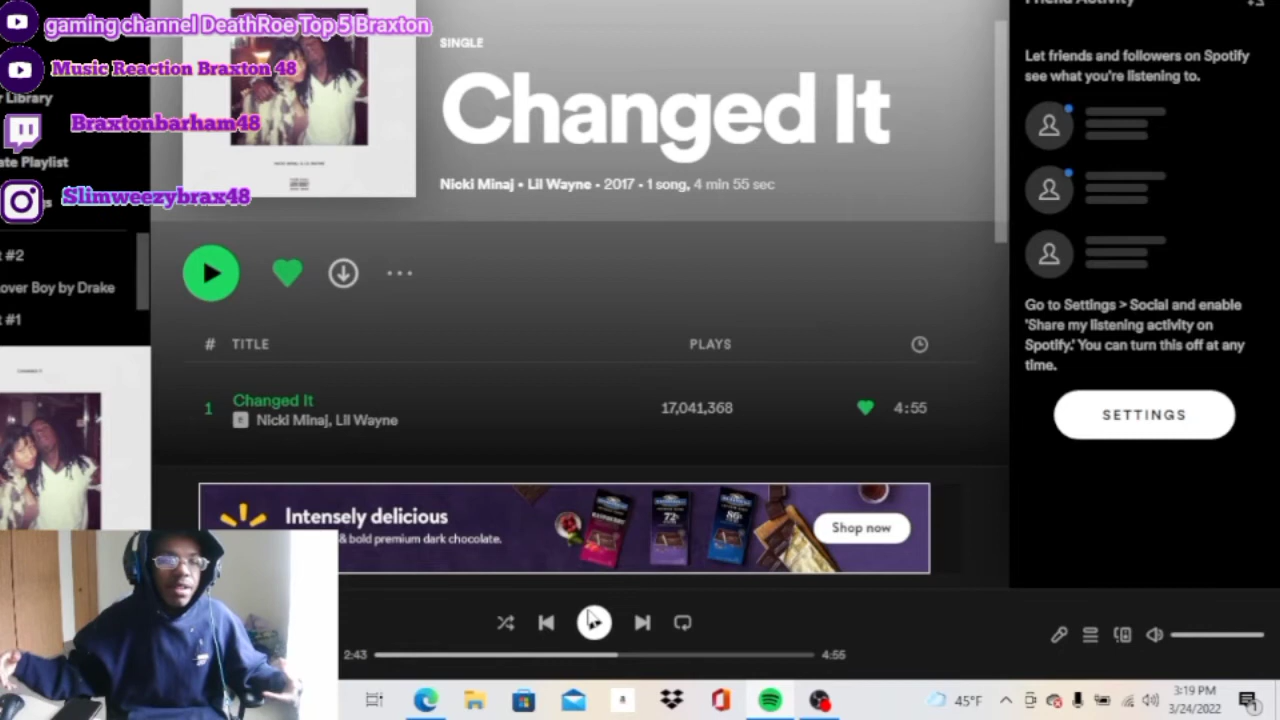 gaming channel DeathRoe Top 5 Braxton
Music Reaction Braxton 48
r Library
Braxtonbarham48
ate Playlist
Slimweezybrax48
s
t #2
over Boy by Drake
t #1
SINGLE
Changed It
Nicki Minaj • Lil Wayne • 2017 • 1 song, 4 min 55 sec
# TITLE PLAYS
1 Changed It 17,041,368 4:55
E Nicki Minaj, Lil Wayne
Intensely delicious
& bold premium dark chocolate.
72%
86%
Shop now
2:43 4:55
Friend Activity
Let friends and followers on Spotify
see what you're listening to.
Go to Settings > Social and enable
'Share my listening activity on
Spotify.' You can turn this off at any
time.
SETTINGS
45°F
3:19 PM
3/24/2022
1